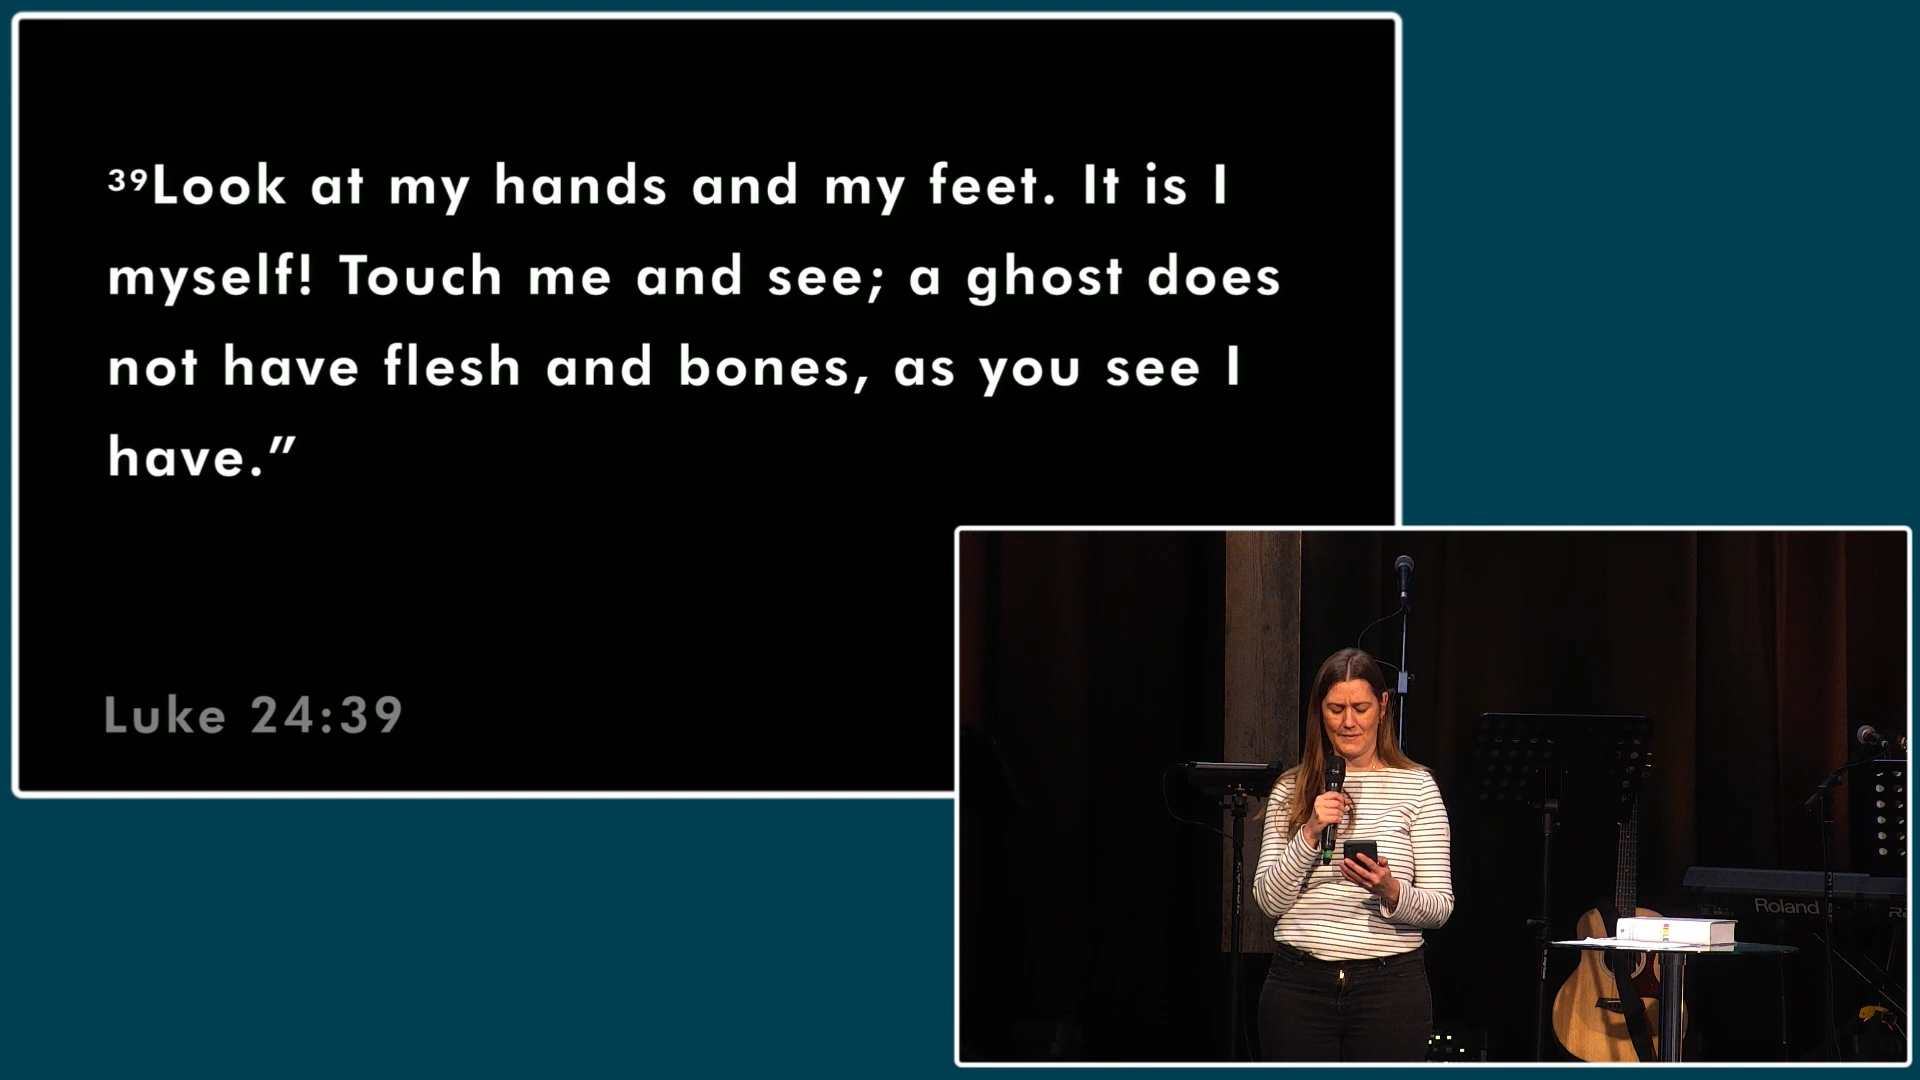 ³⁹Look at my hands and my feet. It is I
myself! Touch me and see; a ghost does
not have flesh and bones, as you see I
have.”
Luke 24:39
Roland